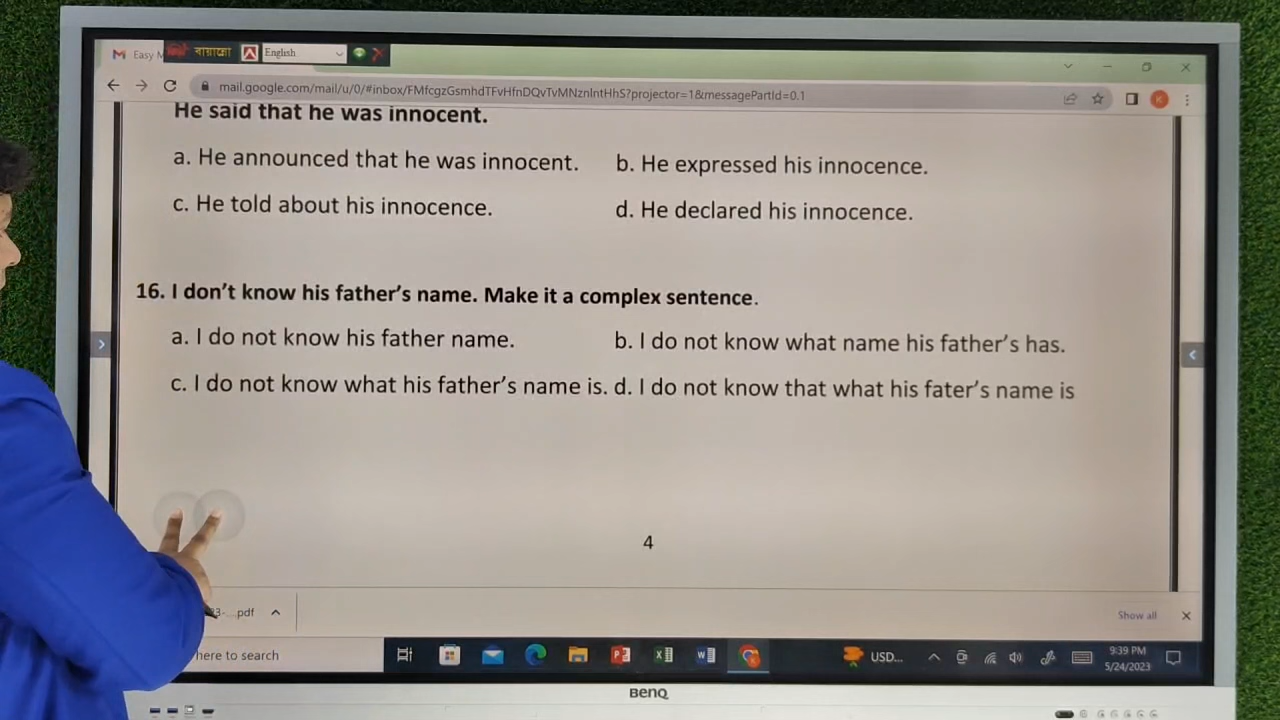 Easy M
বায়ান্নো
English
mail.google.com/mail/u/0/#inbox/FMfcgzGsmhdTFvHfnDQvTvMNznlntHhS?projector=1&messagePartId=0.1
He said that he was innocent.
a. He announced that he was innocent. b. He expressed his innocence.
c. He told about his innocence. d. He declared his innocence.
16. I don't know his father's name. Make it a complex sentence.
a. I do not know his father name. b. I do not know what name his father's has.
c. I do not know what his father's name is. d. I do not know that what his fater's name is
4
3-....pdf
Show all
here to search
USD...
9:39 PM
5/24/2023
BenQ